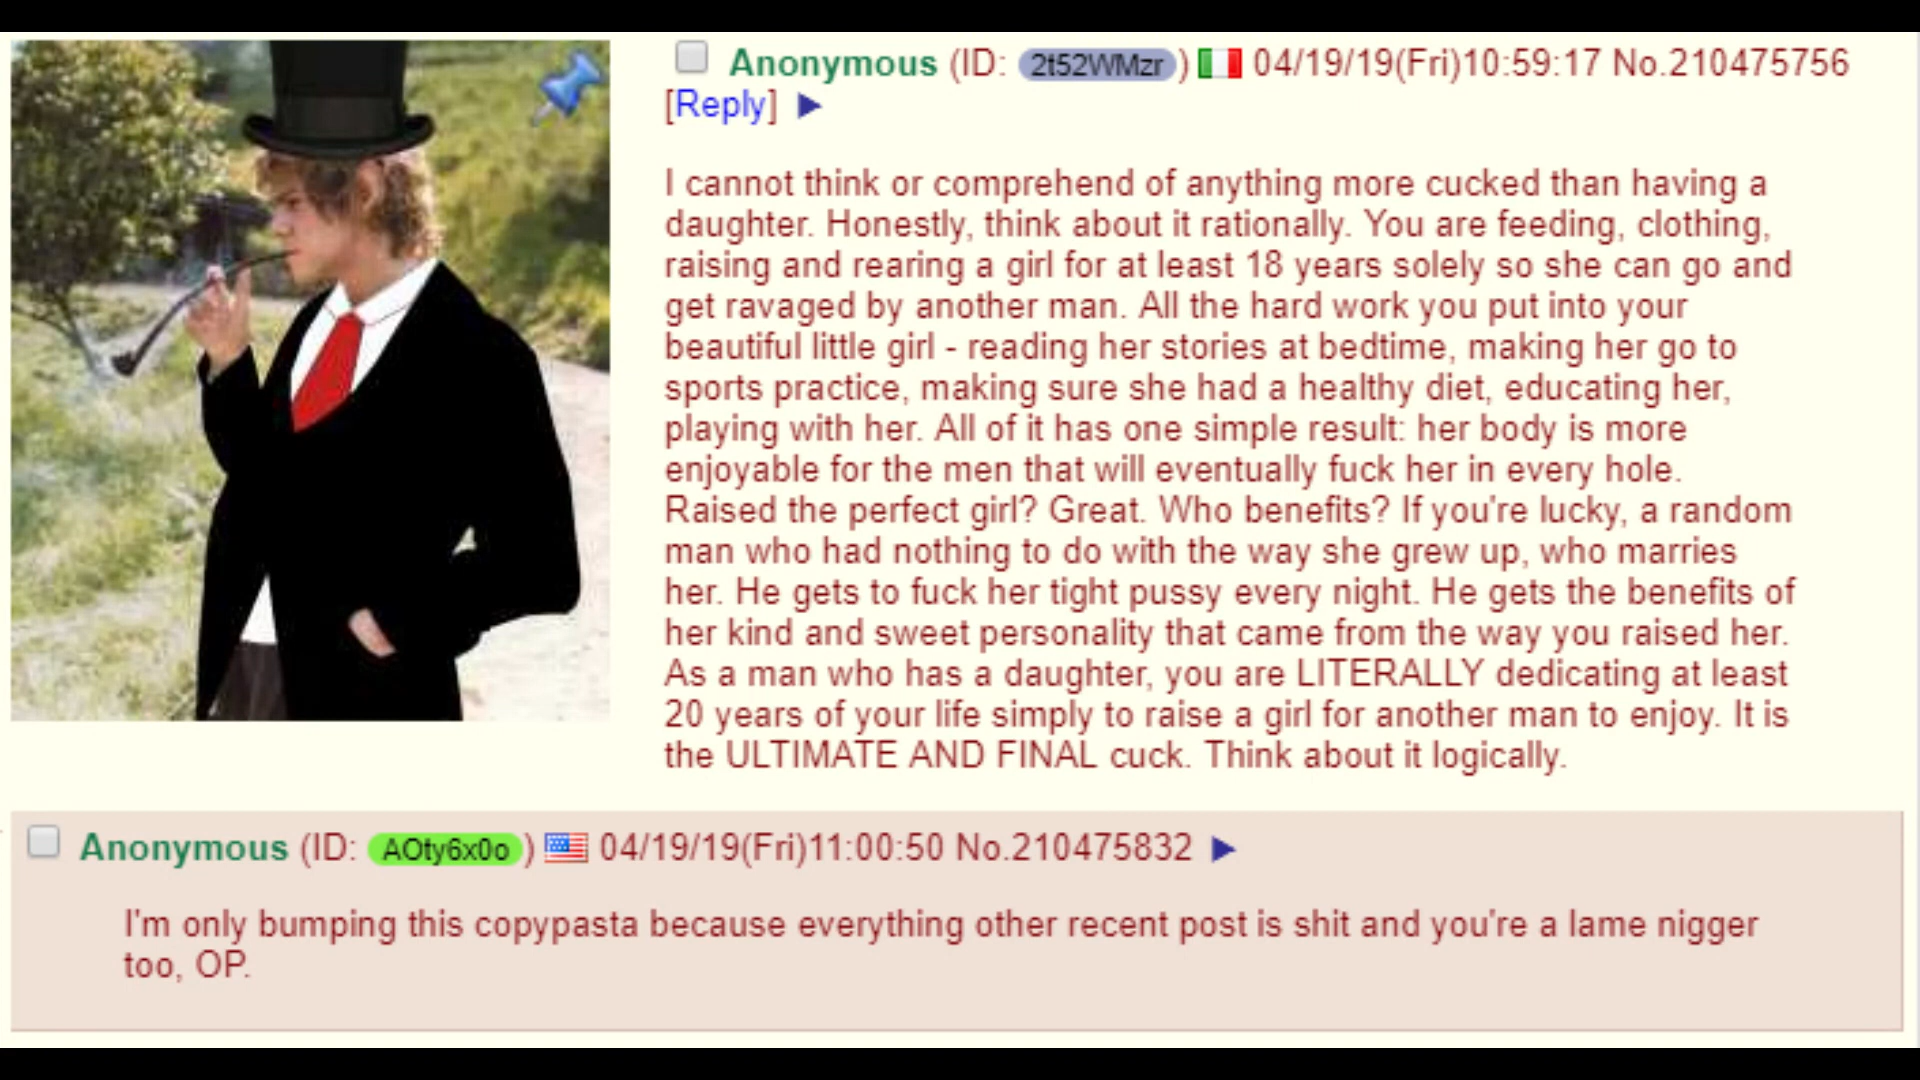 Anonymous (ID: 2t52WMzr) 04/19/19(Fri)10:59:17 No.210475756
[Reply] ▶
I cannot think or comprehend of anything more cucked than having a
daughter. Honestly, think about it rationally. You are feeding, clothing,
raising and rearing a girl for at least 18 years solely so she can go and
get ravaged by another man. All the hard work you put into your
beautiful little girl - reading her stories at bedtime, making her go to
sports practice, making sure she had a healthy diet, educating her,
playing with her. All of it has one simple result: her body is more
enjoyable for the men that will eventually fuck her in every hole.
Raised the perfect girl? Great. Who benefits? If you're lucky, a random
man who had nothing to do with the way she grew up, who marries
her. He gets to fuck her tight pussy every night. He gets the benefits of
her kind and sweet personality that came from the way you raised her.
As a man who has a daughter, you are LITERALLY dedicating at least
20 years of your life simply to raise a girl for another man to enjoy. It is
the ULTIMATE AND FINAL cuck. Think about it logically.
Anonymous (ID: AOty6x0o) 04/19/19(Fri)11:00:50 No.210475832 ▶
I'm only bumping this copypasta because everything other recent post is shit and you're a lame nigger
too, OP.